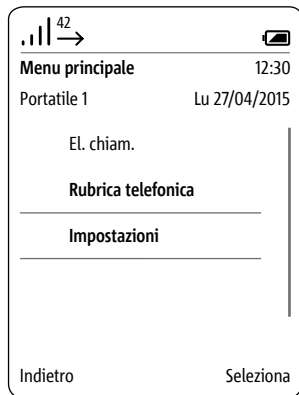 42
Menu principale 12:30
Portatile 1 Lu 27/04/2015
El. chiam.
Rubrica telefonica
Impostazioni
Indietro Seleziona